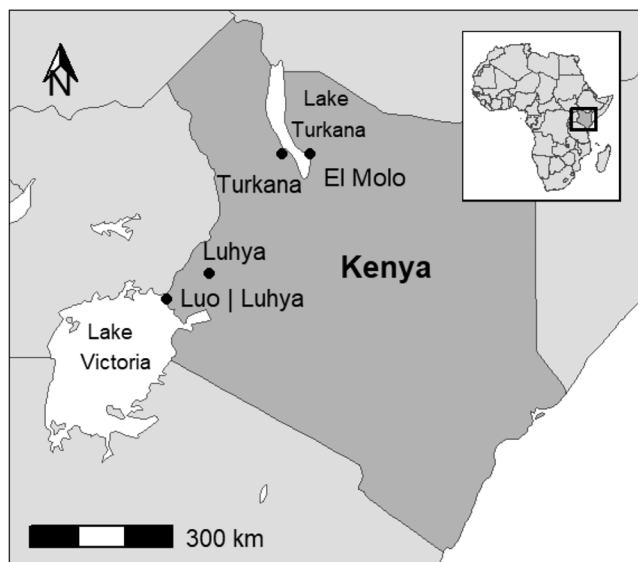 N
Lake
Turkana
Turkana
El Molo
Luhya
Kenya
Luo | Luhya
Lake
Victoria
300 km